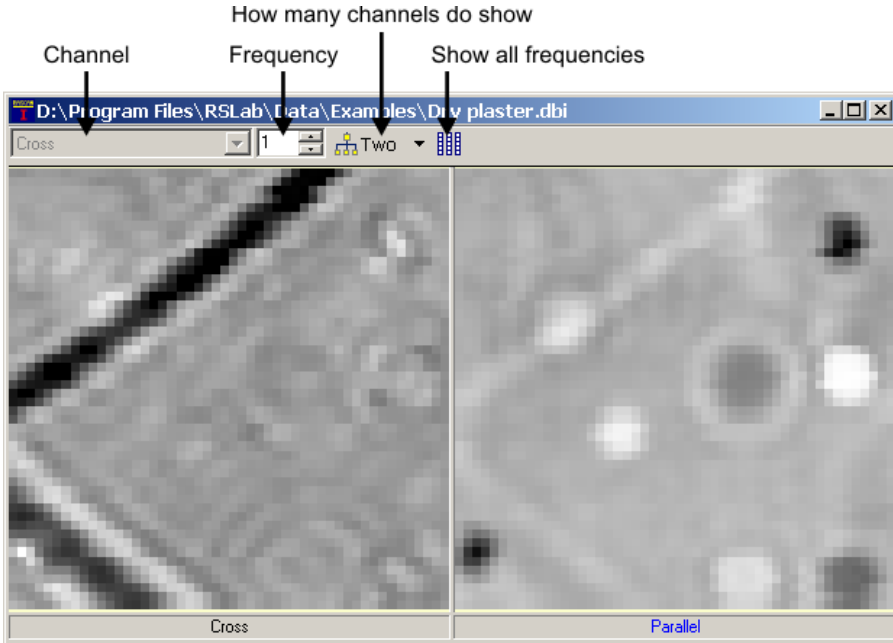 How many channels do show
Channel
Frequency
Show all frequencies
I
D:\Program Files\RSLab\Data\Examples\Dry plaster.dbi
Cross
1
Two
Cross
Parallel